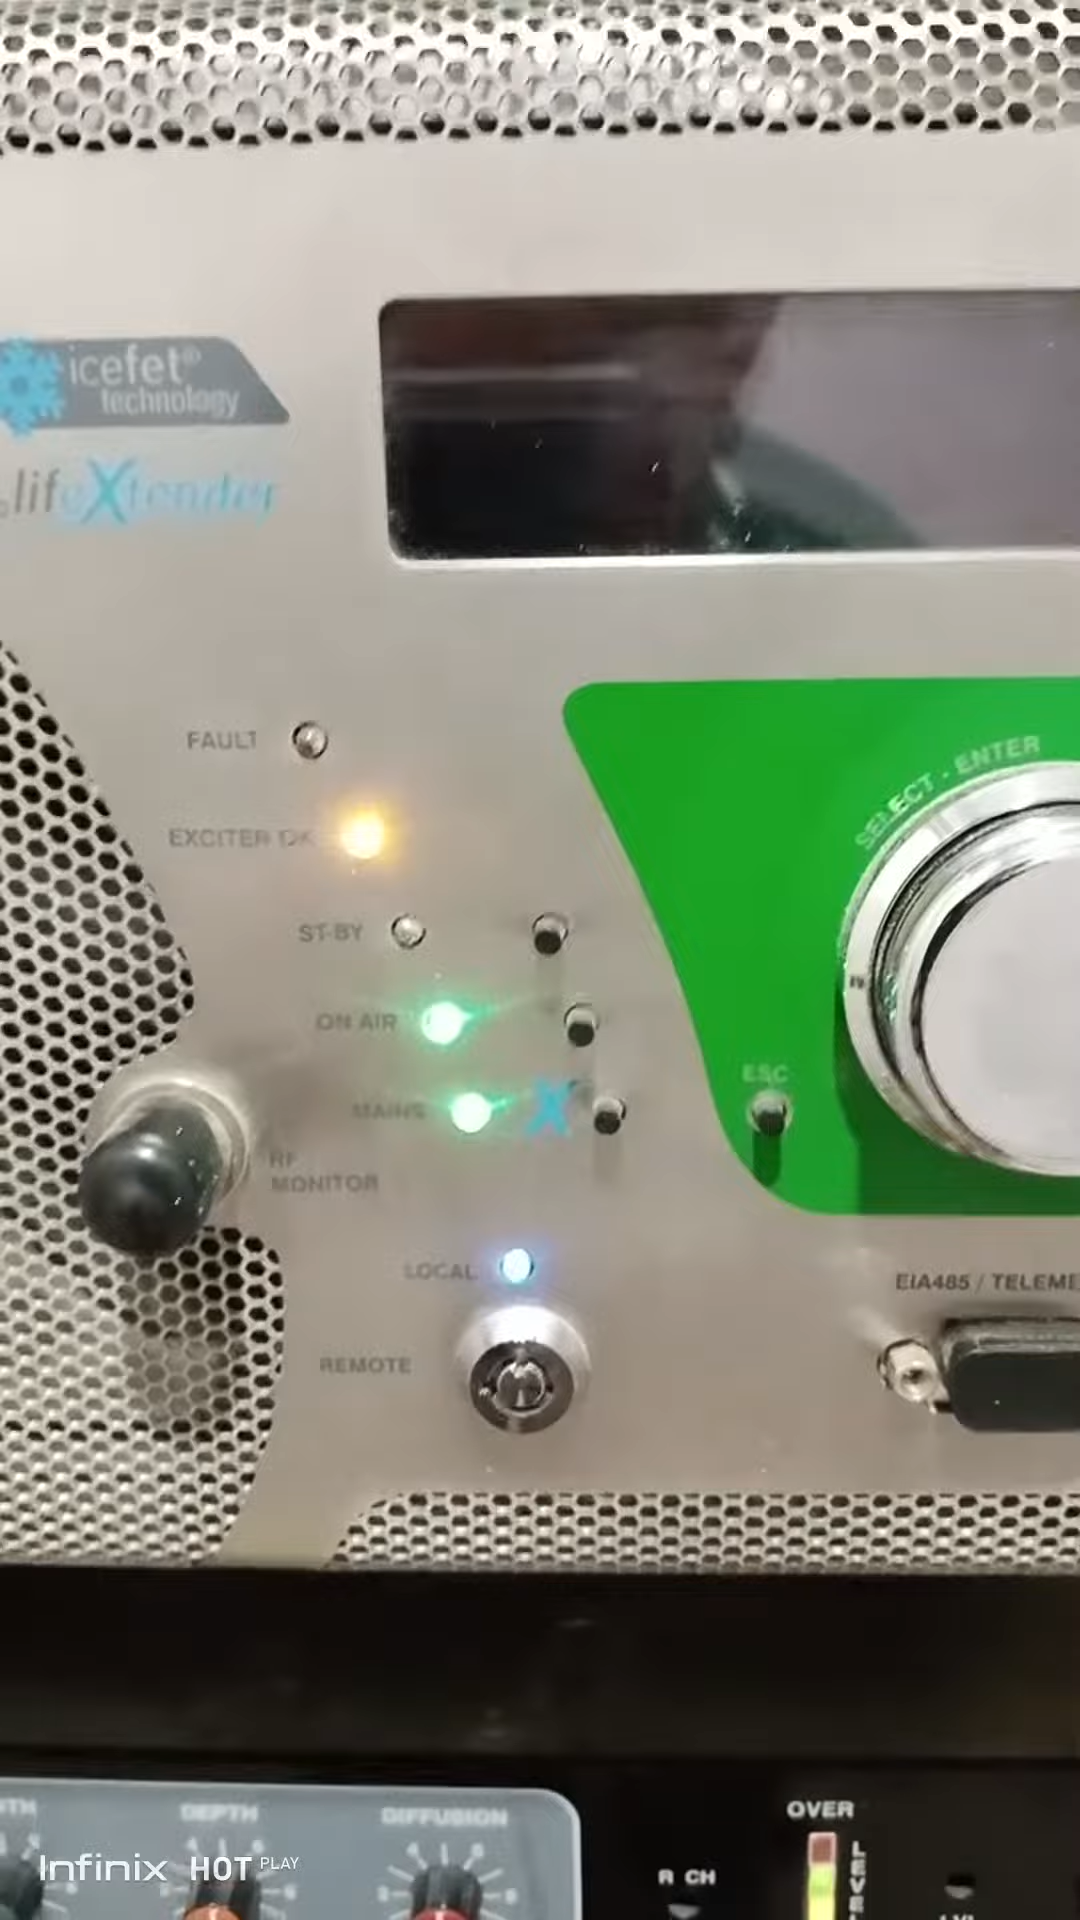 icefet®
technology
lifeXtender
FAULT
EXCITER OK
SELECT - ENTER
ST-BY
ON AIR
ESC
MAINS X
RF
MONITOR
LOCAL
EIA485 / TELEME
REMOTE
DEPTH
DIFFUSION
OVER
LEVEL
R CH
Infinix HOT PLAY